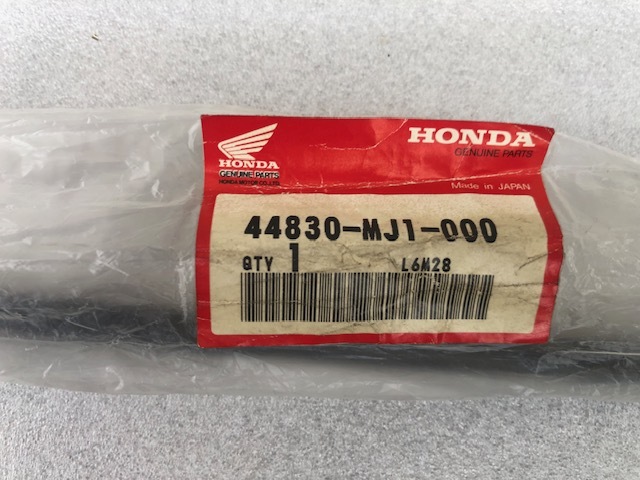 HONDA
GENUINE PARTS
HONDA MOTOR CO.,LTD.
HONDA
GENUINE PARTS
Made in JAPAN
44830-MJ1-000
QTY 1 L6M28